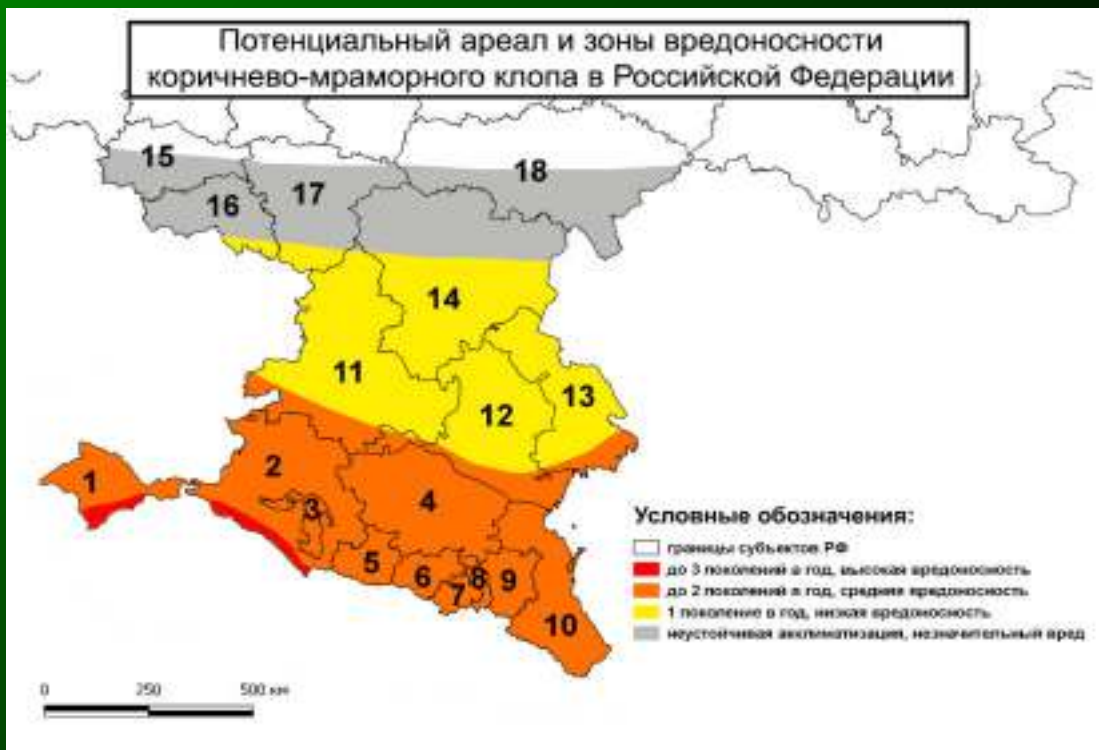 Потенциальный ареал и зоны вредоносности
коричнево-мраморного клопа в Российской Федерации
15
18
17
16
14
11
13
12
2
1
4
3
5
6
8
9
7
10
Условные обозначения:
границы субъектов РФ
до 3 поколений в год, высокая вредоносность
до 2 поколений в год, средняя вредоносность
1 поколение в год, низкая вредоносность
неустойчивая акклиматизация, незначительный вред
0 250 500 км